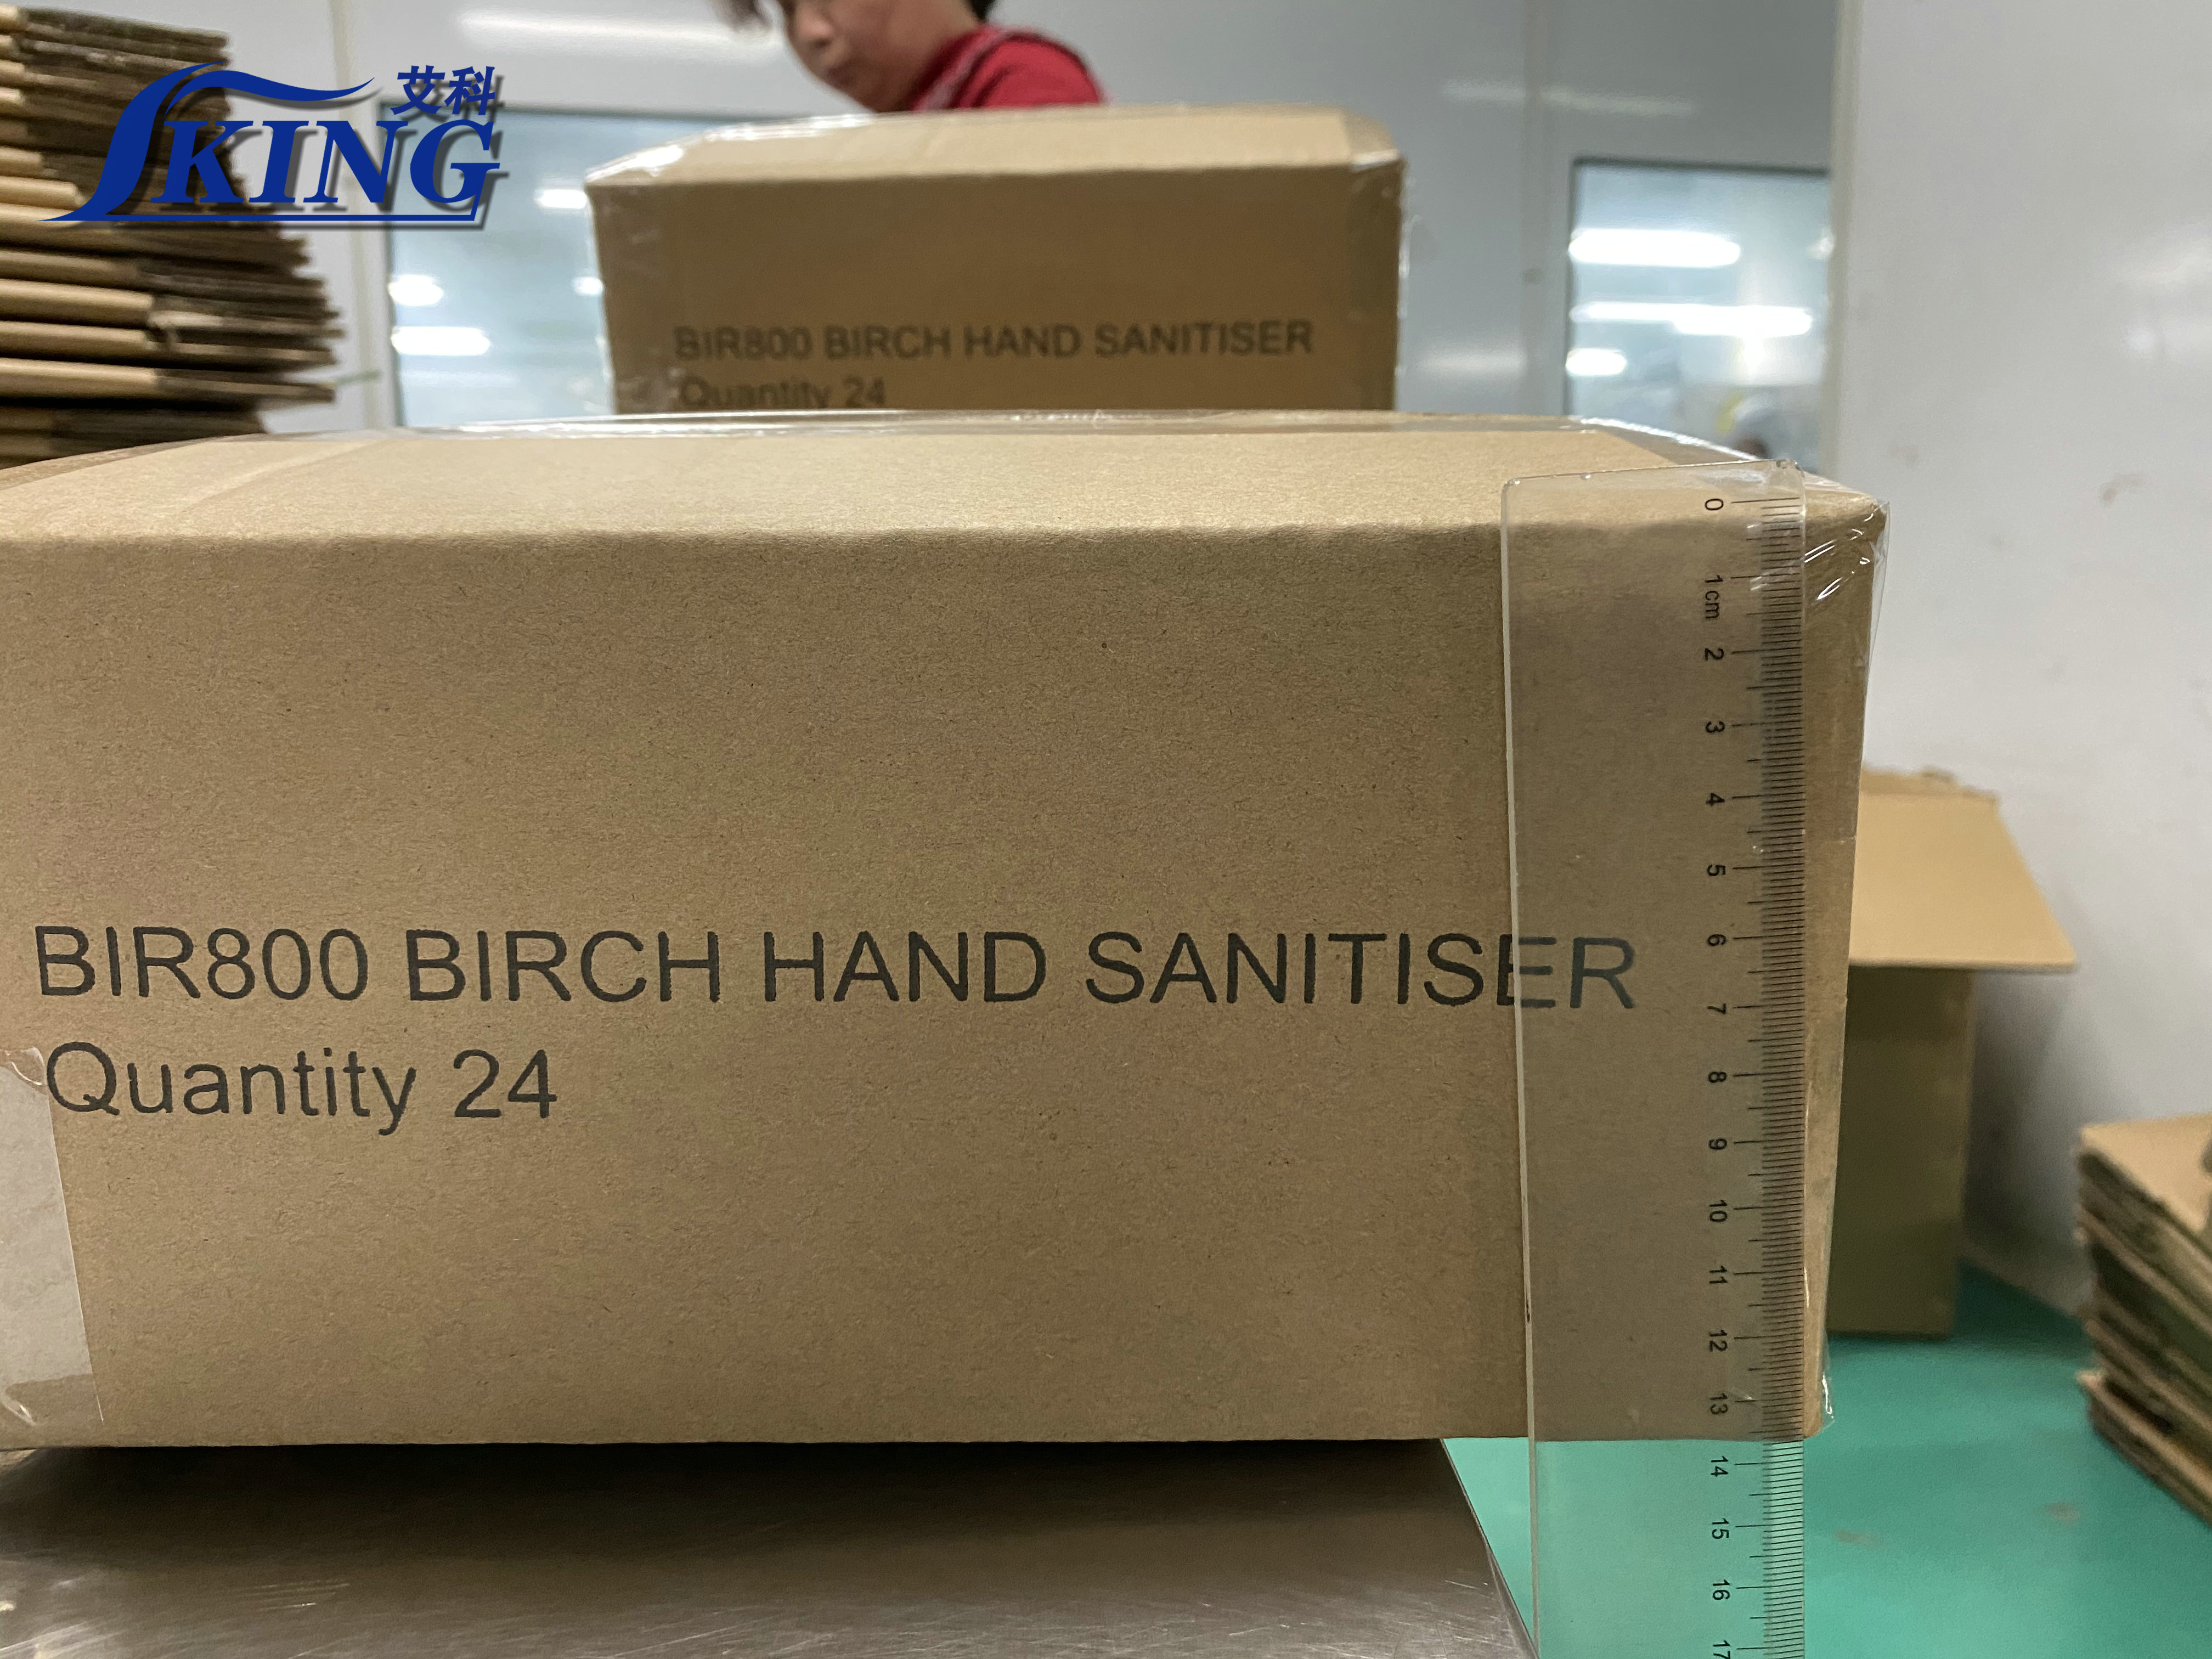 艾科
KING
BIR800 BIRCH HAND SANITISER
Quantity 24
BIR800 BIRCH HAND SANITISER
Quantity 24
0
1cm
2
3
4
5
6
7
8
9
10
11
12
13
14
15
16
17